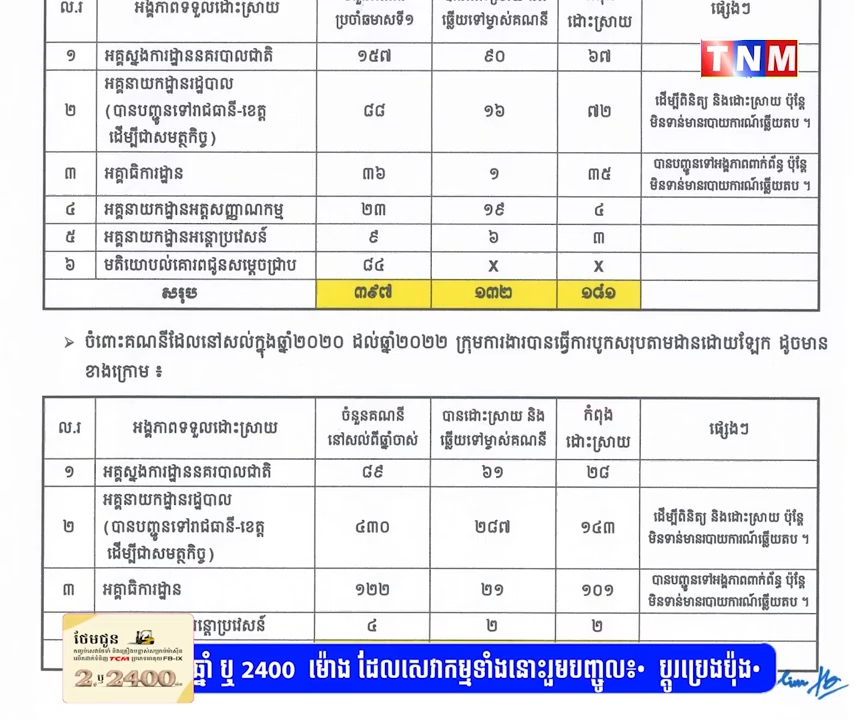 ល.រ អង្គភាពទទួលដោះស្រាយ ប្រចាំឆមាសទី១ ឆ្លើយទៅម្ចាស់គណនី ដោះស្រាយ ផ្សេងៗ
១ អគ្គស្នងការដ្ឋាននគរបាលជាតិ ១៥៧ ៩០ ៦៧
TNM
២ អគ្គនាយកដ្ឋានរដ្ឋបាល
(បានបញ្ជូនទៅរាជធានី-ខេត្ត
ដើម្បីជាសមត្ថកិច្ច) ៨៨ ១៦ ៧២ ដើម្បីពិនិត្យ និងដោះស្រាយ ប៉ុន្តែ
មិនទាន់មានរបាយការណ៍ឆ្លើយតប ។
៣ អគ្គាធិការដ្ឋាន ៣៦ ១ ៣៥ បានបញ្ជូនទៅអង្គភាពពាក់ព័ន្ធ ប៉ុន្តែ
មិនទាន់មានរបាយការណ៍ឆ្លើយតប ។
៤ អគ្គនាយកដ្ឋានអត្តសញ្ញាណកម្ម ២៣ ១៩ ៤
៥ អគ្គនាយកដ្ឋានអន្តោប្រវេសន៍ ៩ ៦ ៣
៦ មតិយោបល់គោរពជូនសម្តេចជ្រាប ៨៤ X X
សរុប ៣៩៧ ១៣២ ១៨១
➢ ចំពោះគណនីដែលនៅសល់ក្នុងឆ្នាំ២០២០ ដល់ឆ្នាំ២០២២ ក្រុមការងារបានធ្វើការបូកសរុបតាមដានដោយឡែក ដូចមាន
ខាងក្រោម ៖
ល.រ អង្គភាពទទួលដោះស្រាយ ចំនួនគណនី
នៅសល់ពីឆ្នាំចាស់ បានដោះស្រាយ និង
ឆ្លើយទៅម្ចាស់គណនី កំពុង
ដោះស្រាយ ផ្សេងៗ
១ អគ្គស្នងការដ្ឋាននគរបាលជាតិ ៨៩ ៦១ ២៨
២ អគ្គនាយកដ្ឋានរដ្ឋបាល
(បានបញ្ជូនទៅរាជធានី-ខេត្ត
ដើម្បីជាសមត្ថកិច្ច) ៤៣០ ២៨៧ ១៤៣ ដើម្បីពិនិត្យ និងដោះស្រាយ ប៉ុន្តែ
មិនទាន់មានរបាយការណ៍ឆ្លើយតប ។
៣ អគ្គាធិការដ្ឋាន ១២២ ២១ ១០១ បានបញ្ជូនទៅអង្គភាពពាក់ព័ន្ធ ប៉ុន្តែ
មិនទាន់មានរបាយការណ៍ឆ្លើយតប ។
ន្តោប្រវេសន៍ ៤ ២ ២
ថែមជូន
TCM FB-IX
2. ឬ 2400
ឆ្នាំ ឬ 2400 ម៉ោង ដែលសេវាកម្មទាំងនោះរួមបញ្ចូល៖• ប្តូរប្រេងប៉ុង•